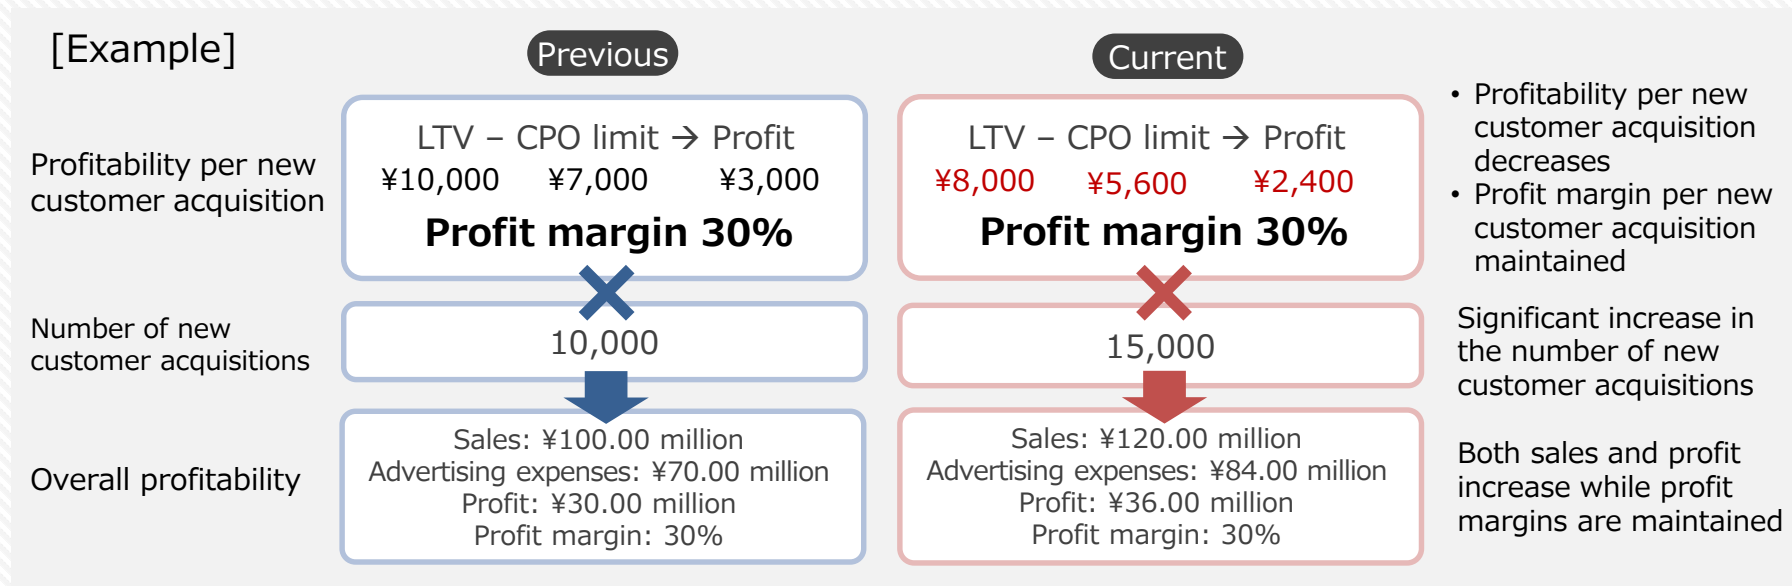 [Example]
Previous
Current
Profitability per new
customer acquisition
LTV – CPO limit → Profit
¥10,000 ¥7,000 ¥3,000
Profit margin 30%
LTV – CPO limit → Profit
¥8,000 ¥5,600 ¥2,400
Profit margin 30%
• Profitability per new
customer acquisition
decreases
• Profit margin per new
customer acquisition
maintained
Number of new
customer acquisitions
10,000
15,000
Significant increase in
the number of new
customer acquisitions
Overall profitability
Sales: ¥100.00 million
Advertising expenses: ¥70.00 million
Profit: ¥30.00 million
Profit margin: 30%
Sales: ¥120.00 million
Advertising expenses: ¥84.00 million
Profit: ¥36.00 million
Profit margin: 30%
Both sales and profit
increase while profit
margins are maintained